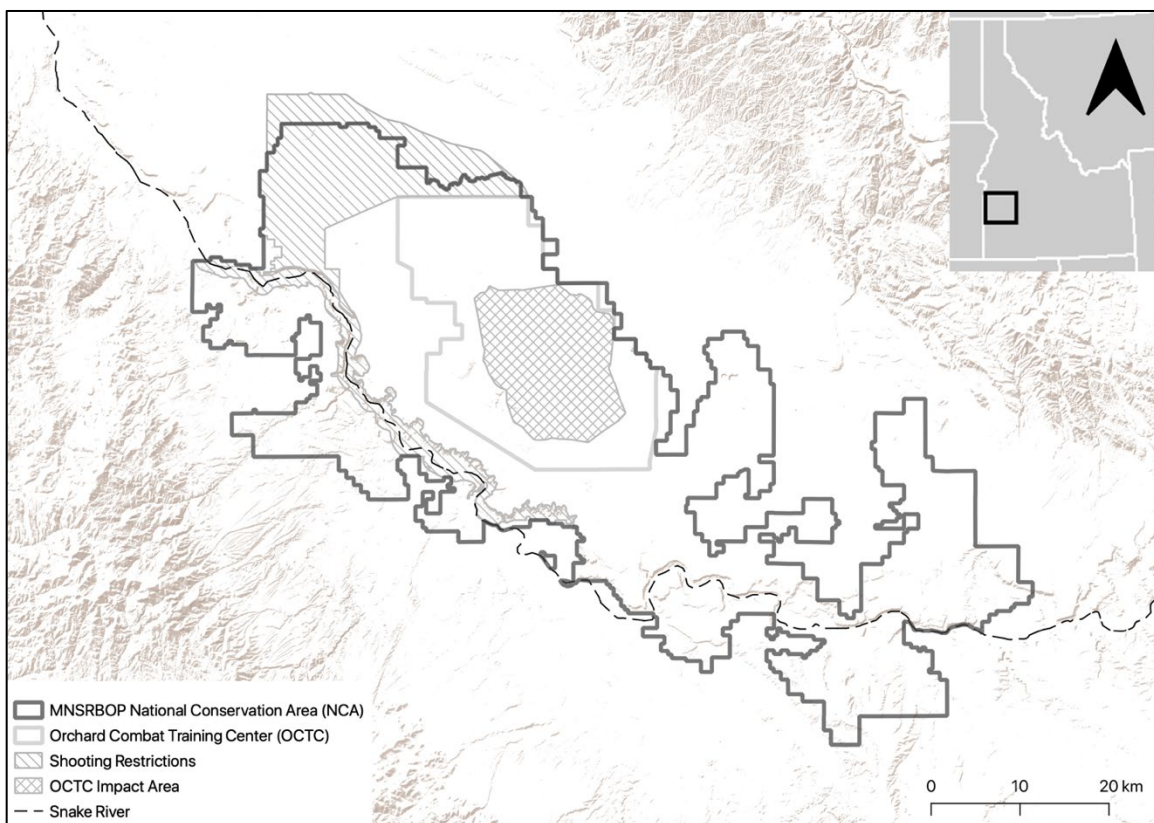 MNSRBOP National Conservation Area (NCA)
Orchard Combat Training Center (OCTC)
Shooting Restrictions
OCTC Impact Area
Snake River
0 10 20 km